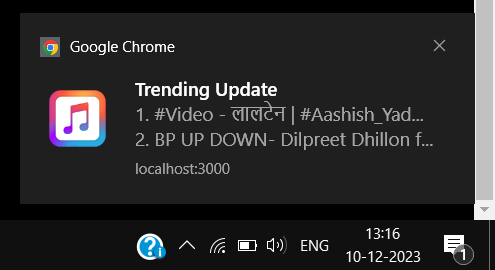 Google Chrome
Trending Update
1. #Video - लालटेन | #Aashish_Yad...
2. BP UP DOWN- Dilpreet Dhillon f...
localhost:3000
ENG
13:16
10-12-2023
1